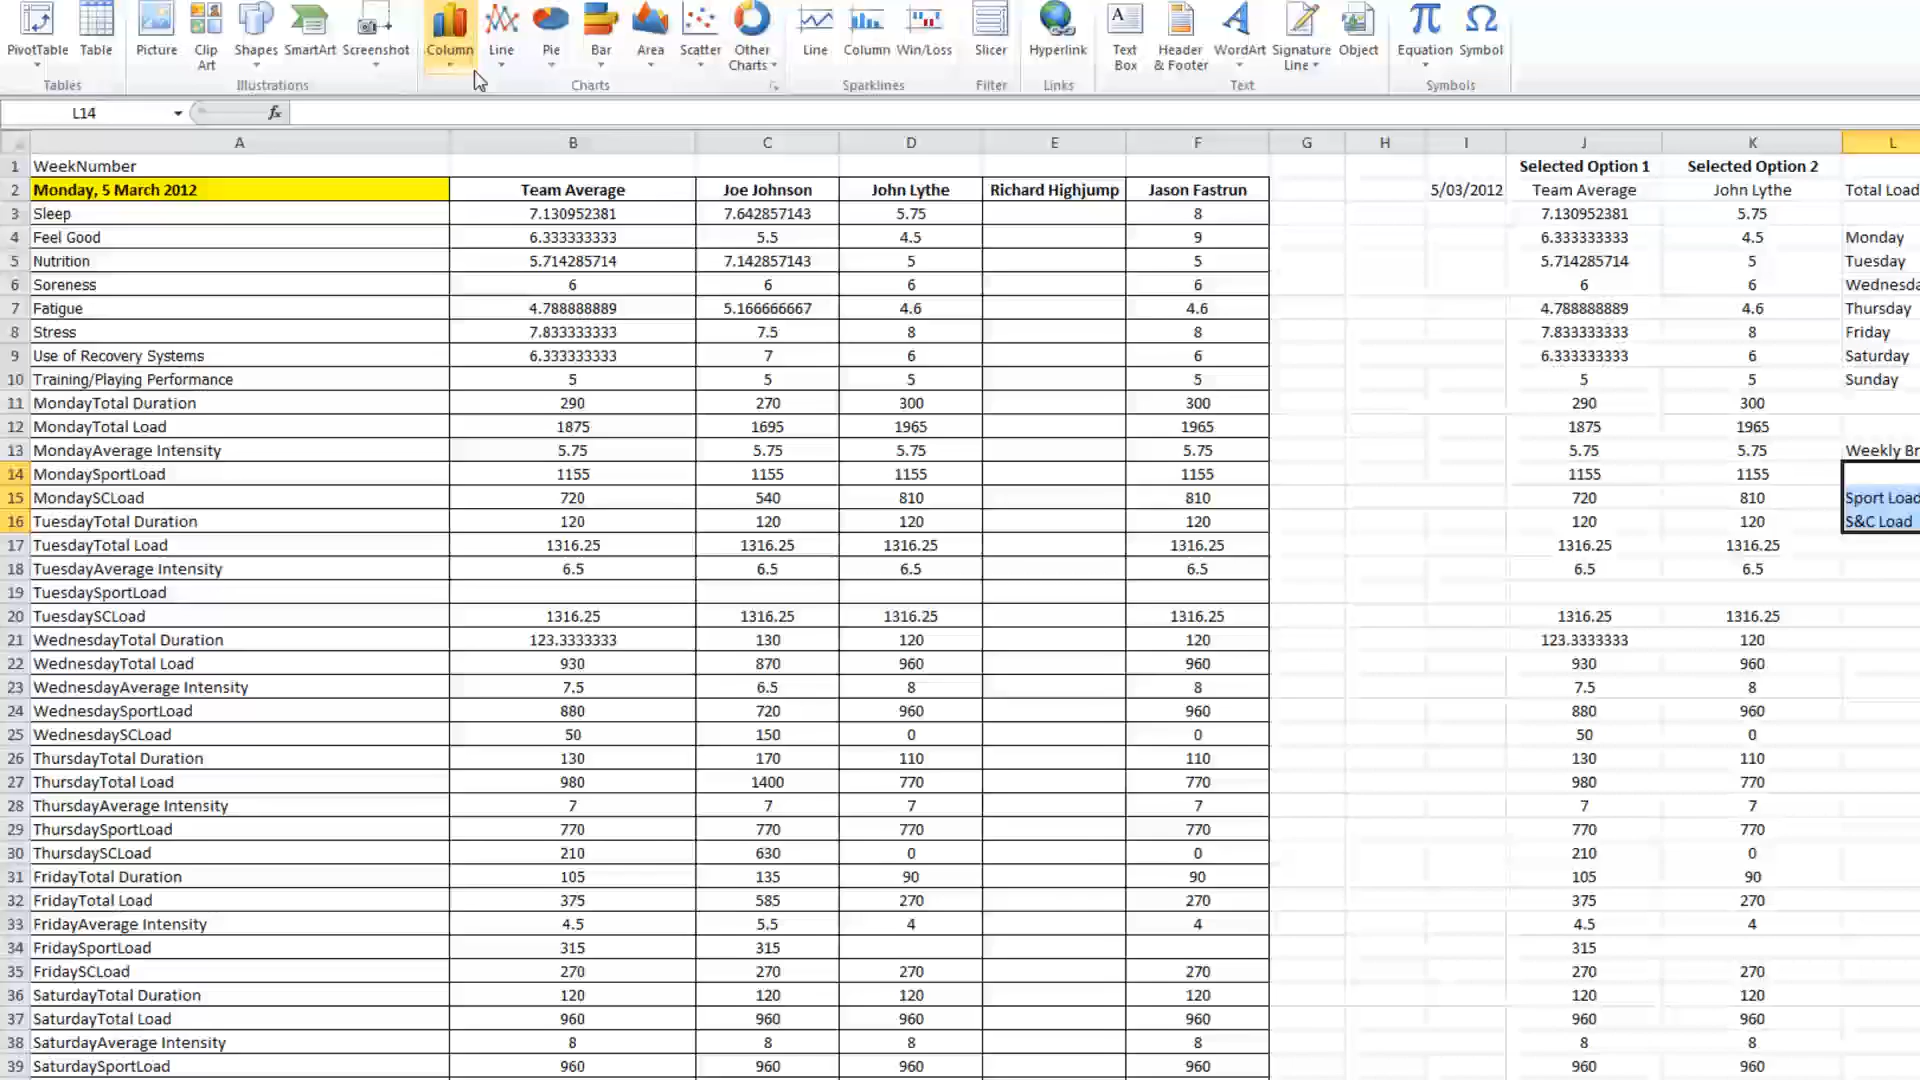 PivotTable Table Picture Clip Art Shapes SmartArt Screenshot Column Line Pie Bar Area Scatter Other Charts Line Column Win/Loss Slicer Hyperlink Text Box Header & Footer WordArt Signature Line Object Equation Symbol
Tables Illustrations Charts Sparklines Filter Links Text Symbols
L14 fx
A B C D E F G H I J K L
1 WeekNumber Selected Option 1 Selected Option 2
2 Monday, 5 March 2012 Team Average Joe Johnson John Lythe Richard Highjump Jason Fastrun 5/03/2012 Team Average John Lythe Total Load
3 Sleep 7.130952381 7.642857143 5.75 8 7.130952381 5.75
4 Feel Good 6.333333333 5.5 4.5 9 6.333333333 4.5 Monday
5 Nutrition 5.714285714 7.142857143 5 5 5.714285714 5 Tuesday
6 Soreness 6 6 6 6 6 6 Wednesda
7 Fatigue 4.788888889 5.166666667 4.6 4.6 4.788888889 4.6 Thursday
8 Stress 7.833333333 7.5 8 8 7.833333333 8 Friday
9 Use of Recovery Systems 6.333333333 7 6 6 6.333333333 6 Saturday
10 Training/Playing Performance 5 5 5 5 5 5 Sunday
11 MondayTotal Duration 290 270 300 300 290 300
12 MondayTotal Load 1875 1695 1965 1965 1875 1965
13 MondayAverage Intensity 5.75 5.75 5.75 5.75 5.75 5.75 Weekly Br
14 MondaySportLoad 1155 1155 1155 1155 1155 1155
15 MondaySCLoad 720 540 810 810 720 810 Sport Load
16 TuesdayTotal Duration 120 120 120 120 120 120 S&C Load
17 TuesdayTotal Load 1316.25 1316.25 1316.25 1316.25 1316.25 1316.25
18 TuesdayAverage Intensity 6.5 6.5 6.5 6.5 6.5 6.5
19 TuesdaySportLoad
20 TuesdaySCLoad 1316.25 1316.25 1316.25 1316.25 1316.25 1316.25
21 WednesdayTotal Duration 123.3333333 130 120 120 123.3333333 120
22 WednesdayTotal Load 930 870 960 960 930 960
23 WednesdayAverage Intensity 7.5 6.5 8 8 7.5 8
24 WednesdaySportLoad 880 720 960 960 880 960
25 WednesdaySCLoad 50 150 0 0 50 0
26 ThursdayTotal Duration 130 170 110 110 130 110
27 ThursdayTotal Load 980 1400 770 770 980 770
28 ThursdayAverage Intensity 7 7 7 7 7 7
29 ThursdaySportLoad 770 770 770 770 770 770
30 ThursdaySCLoad 210 630 0 0 210 0
31 FridayTotal Duration 105 135 90 90 105 90
32 FridayTotal Load 375 585 270 270 375 270
33 FridayAverage Intensity 4.5 5.5 4 4 4.5 4
34 FridaySportLoad 315 315 315
35 FridaySCLoad 270 270 270 270 270 270
36 SaturdayTotal Duration 120 120 120 120 120 120
37 SaturdayTotal Load 960 960 960 960 960 960
38 SaturdayAverage Intensity 8 8 8 8 8 8
39 SaturdaySportLoad 960 960 960 960 960 960